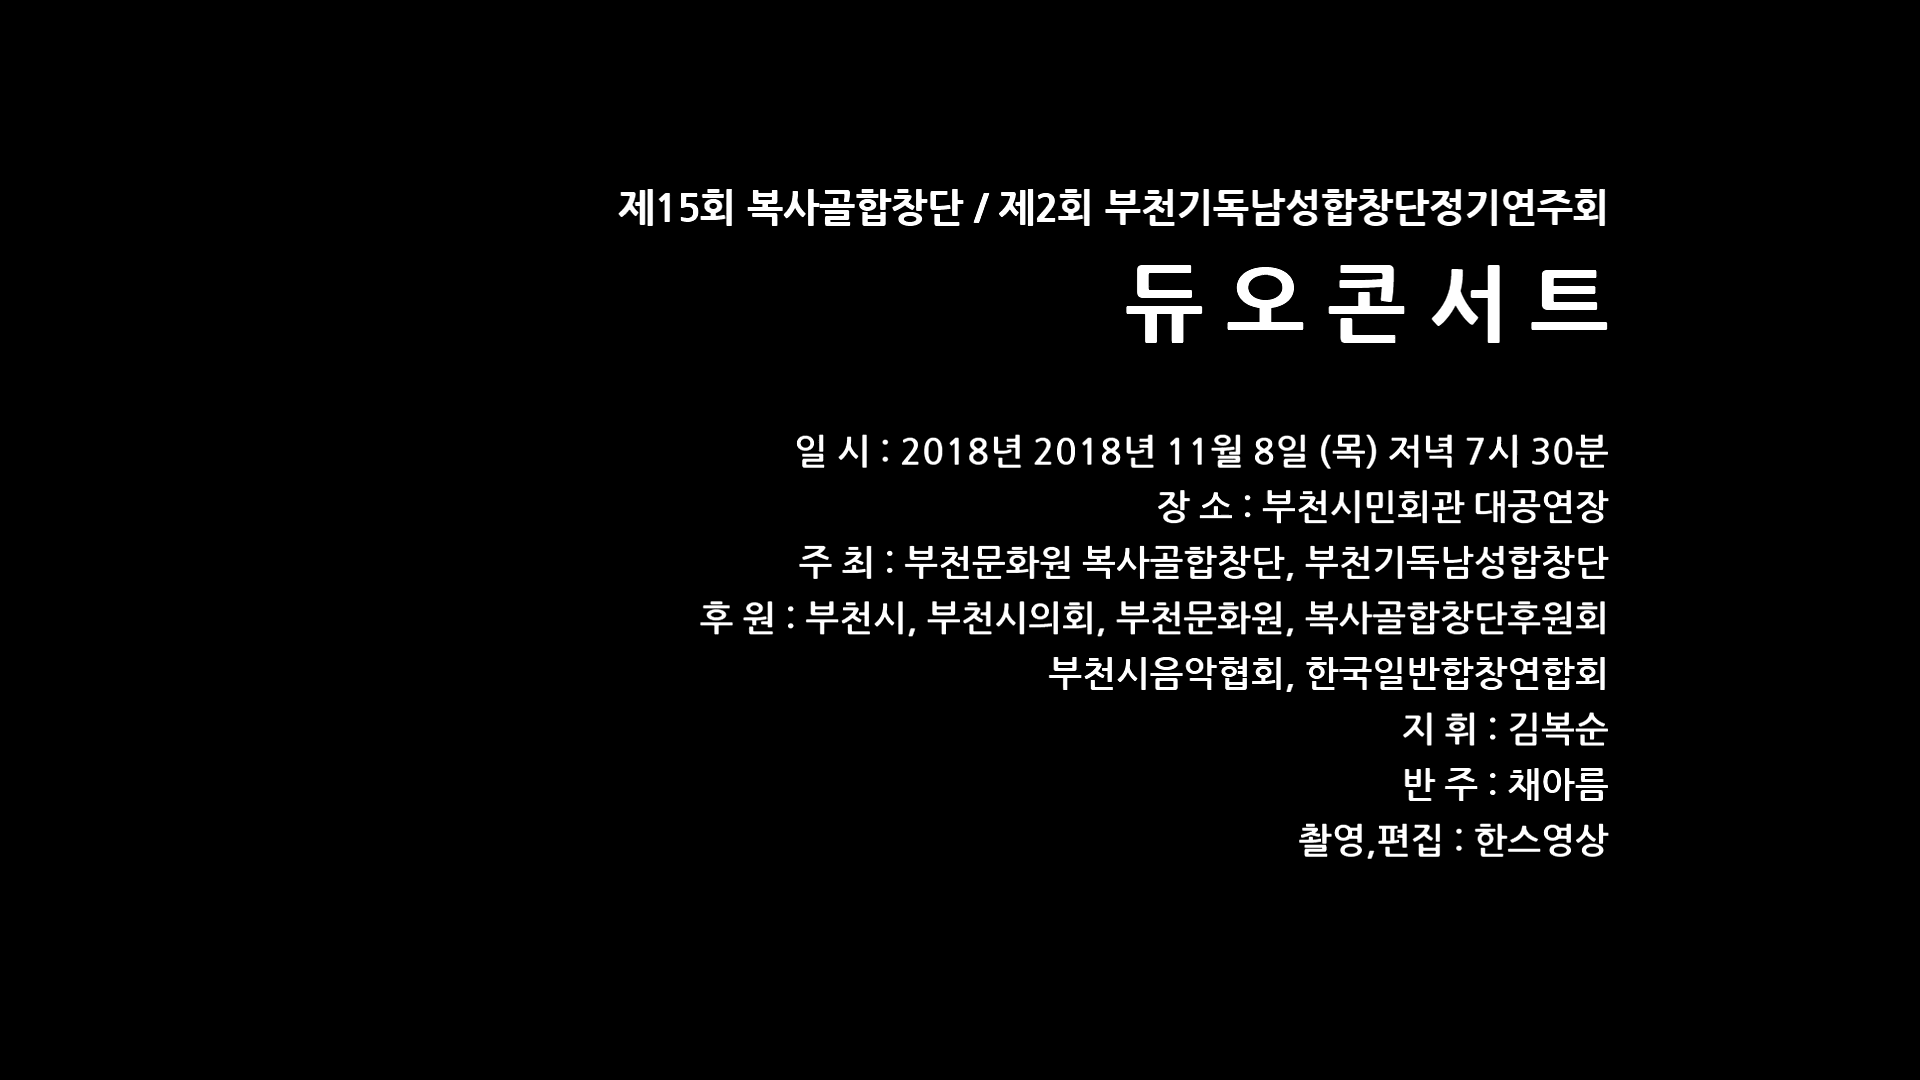 제15회 복사골합창단 / 제2회 부천기독남성합창단정기연주회
듀 오 콘 서 트
일 시 : 2018년 2018년 11월 8일 (목) 저녁 7시 30분
장 소 : 부천시민회관 대공연장
주 최 : 부천문화원 복사골합창단, 부천기독남성합창단
후 원 : 부천시, 부천시의회, 부천문화원, 복사골합창단후원회
부천시음악협회, 한국일반합창연합회
지 휘 : 김복순
반 주 : 채아름
촬영,편집 : 한스영상